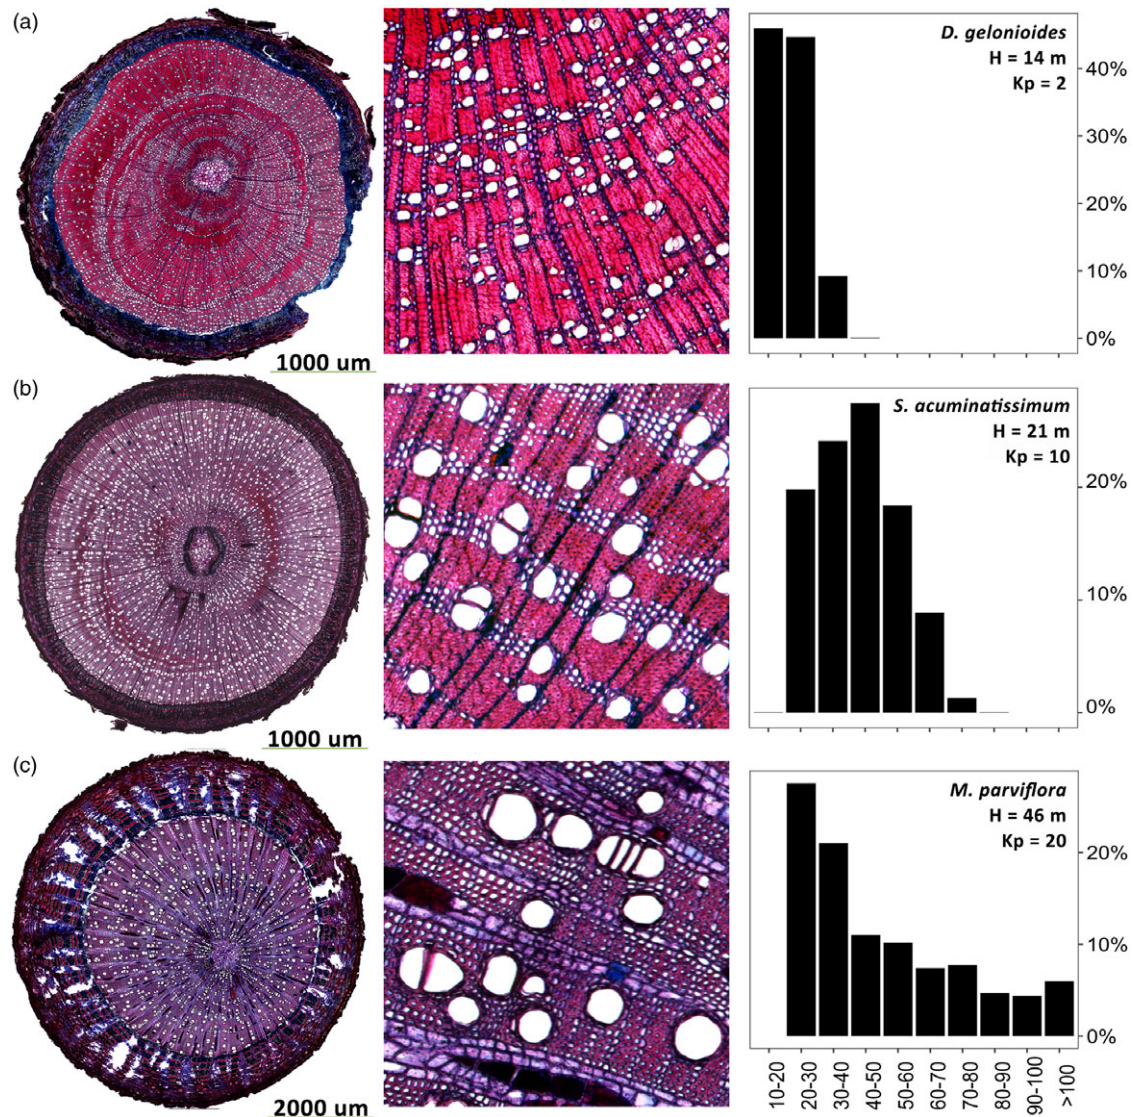 (a)
D. gelonioides
H = 14 m
Kp = 2
40%
30%
20%
10%
0%
1000 um
(b)
S. acuminatissimum
H = 21 m
Kp = 10
20%
10%
0%
1000 um
(c)
M. parviflora
H = 46 m
Kp = 20
20%
10%
0%
2000 um
10-20
20-30
30-40
40-50
50-60
60-70
70-80
80-90
90-100
>100